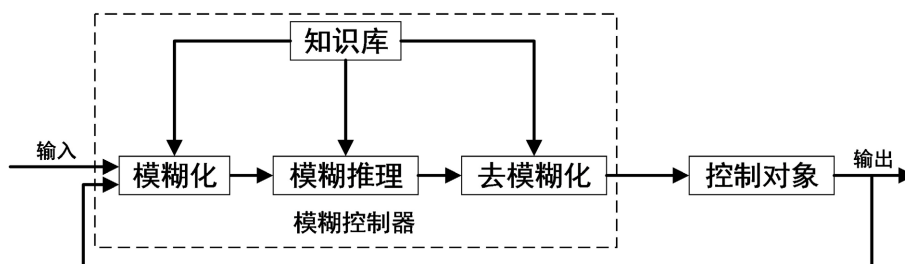 知识库
输入
模糊化
模糊推理
去模糊化
控制对象
输出
模糊控制器